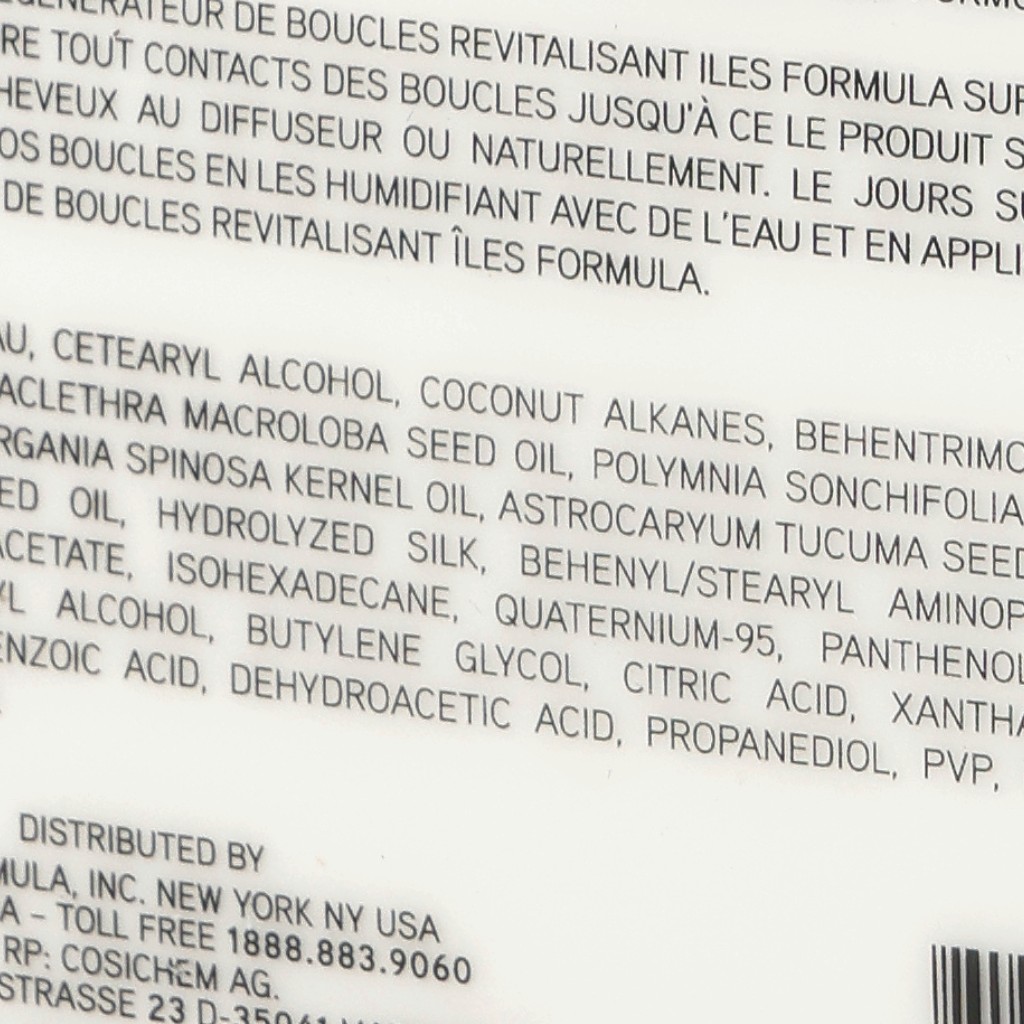 RÉGÉNÉRATEUR DE BOUCLES REVITALISANT ILES FORMULA SUR
RE TOUT CONTACTS DES BOUCLES JUSQU'À CE LE PRODUIT S
HEVEUX AU DIFFUSEUR OU NATURELLEMENT. LE JOURS SU
OS BOUCLES EN LES HUMIDIFIANT AVEC DE L'EAU ET EN APPLI
DE BOUCLES REVITALISANT ÎLES FORMULA.
AU, CETEARYL ALCOHOL, COCONUT ALKANES, BEHENTRIMO
ACLETHRA MACROLOBA SEED OIL, POLYMNIA SONCHIFOLIA
RGANIA SPINOSA KERNEL OIL, ASTROCARYUM TUCUMA SEED
ED OIL, HYDROLYZED SILK, BEHENYL/STEARYL AMINOP
ACETATE, ISOHEXADECANE, QUATERNIUM-95, PANTHENOL
YL ALCOHOL, BUTYLENE GLYCOL, CITRIC ACID, XANTHA
ENZOIC ACID, DEHYDROACETIC ACID, PROPANEDIOL, PVP,
DISTRIBUTED BY
MULA, INC. NEW YORK NY USA
A – TOLL FREE 1888.883.9060
RP: COSICHEM AG.
STRASSE 23 D-35041